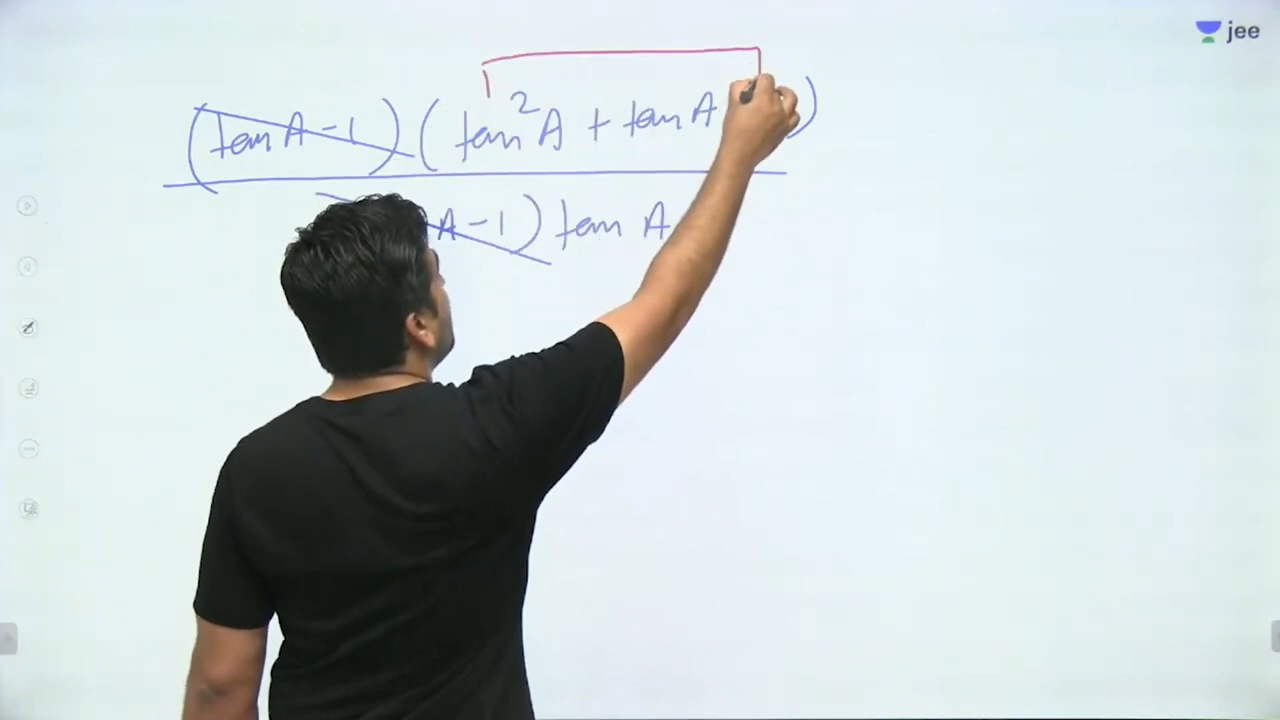 jee
(tan A - 1) (tan²A + tan A )
A - 1) tan A